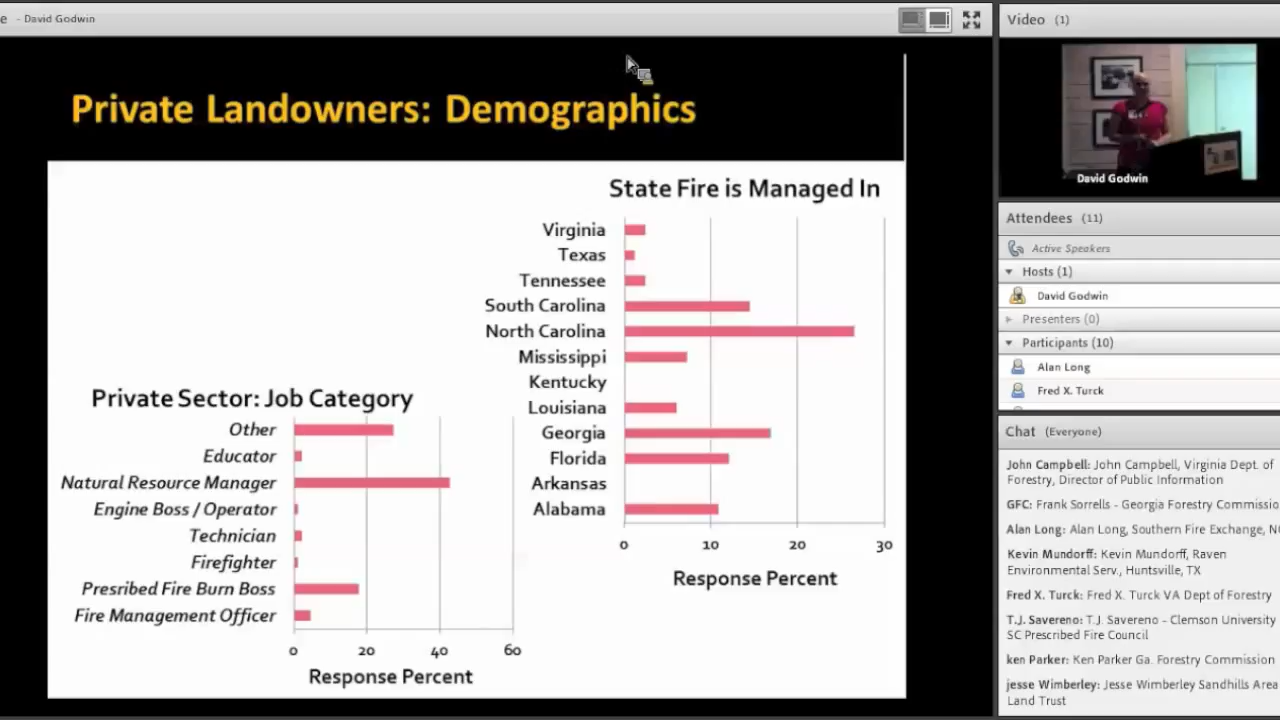 e - David Godwin
Private Landowners: Demographics
State Fire is Managed In
Virginia
Texas
Tennessee
South Carolina
North Carolina
Mississippi
Kentucky
Louisiana
Georgia
Florida
Arkansas
Alabama
0 10 20 30
Response Percent
Private Sector: Job Category
Other
Educator
Natural Resource Manager
Engine Boss / Operator
Technician
Firefighter
Presribed Fire Burn Boss
Fire Management Officer
0 20 40 60
Response Percent
Video (1)
David Godwin
Attendees (11)
Active Speakers
Hosts (1)
David Godwin
Presenters (0)
Participants (10)
Alan Long
Fred X. Turck
Chat (Everyone)
John Campbell: John Campbell, Virginia Dept. of
Forestry, Director of Public Information
GFC: Frank Sorrells - Georgia Forestry Commissio
Alan Long: Alan Long, Southern Fire Exchange, NC
Kevin Mundorff: Kevin Mundorff, Raven
Environmental Serv., Huntsville, TX
Fred X. Turck: Fred X. Turck VA Dept of Forestry
T.J. Savereno: T.J. Savereno - Clemson University
SC Prescribed Fire Council
ken Parker: Ken Parker Ga. Forestry Commission
jesse Wimberley: Jesse Wimberley Sandhills Area
Land Trust